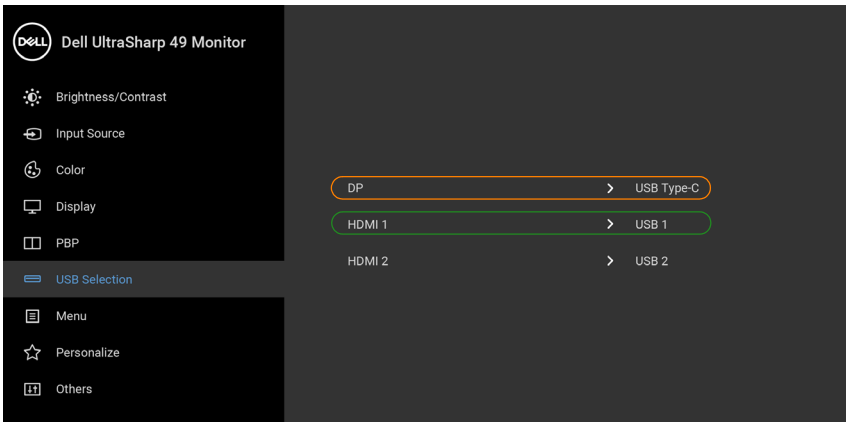 DELL
Dell UltraSharp 49 Monitor
Brightness/Contrast
Input Source
Color
Display
PBP
USB Selection
Menu
Personalize
Others
DP > USB Type-C
HDMI 1 > USB 1
HDMI 2 > USB 2